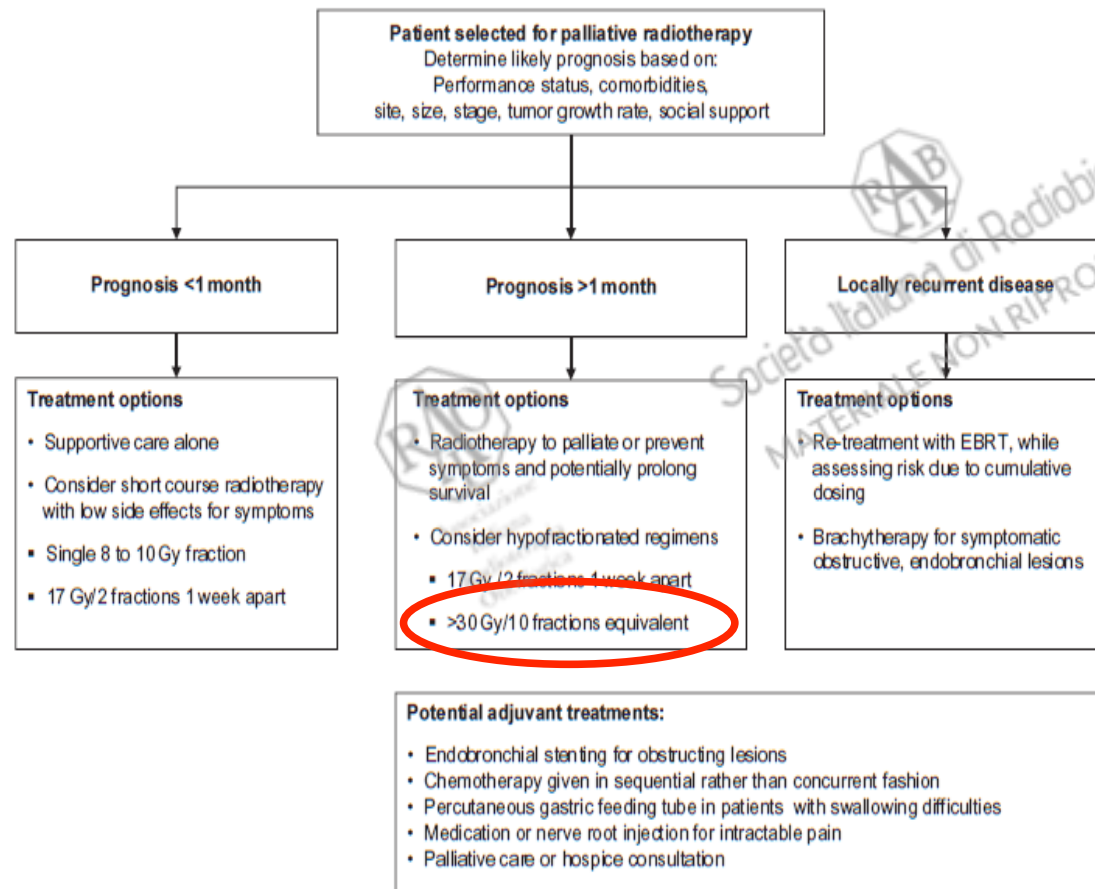 Patient selected for palliative radiotherapy
Determine likely prognosis based on:
Performance status, comorbidities,
site, size, stage, tumor growth rate, social support
Prognosis <1 month
Prognosis >1 month
Locally recurrent disease
Treatment options
• Supportive care alone
• Consider short course radiotherapy
with low side effects for symptoms
▪ Single 8 to 10 Gy fraction
▪ 17 Gy/2 fractions 1 week apart
Treatment options
• Radiotherapy to palliate or prevent
symptoms and potentially prolong
survival
• Consider hypofractionated regimens
▪ 17 Gy /2 fractions 1 week apart
▪ >30 Gy/10 fractions equivalent
Treatment options
• Re-treatment with EBRT, while
assessing risk due to cumulative
dosing
• Brachytherapy for symptomatic
obstructive, endobronchial lesions
Potential adjuvant treatments:
• Endobronchial stenting for obstructing lesions
• Chemotherapy given in sequential rather than concurrent fashion
• Percutaneous gastric feeding tube in patients with swallowing difficulties
• Medication or nerve root injection for intractable pain
• Palliative care or hospice consultation
Società Italiana di Radiobio
MATERIALE NON RIPRO